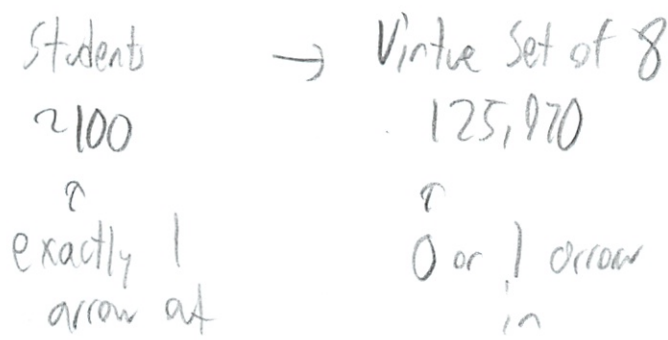 Students → Virtue Set of 8
~100 125,970
↑ ↑
exactly 1 0 or 1 arrow
arrow out in